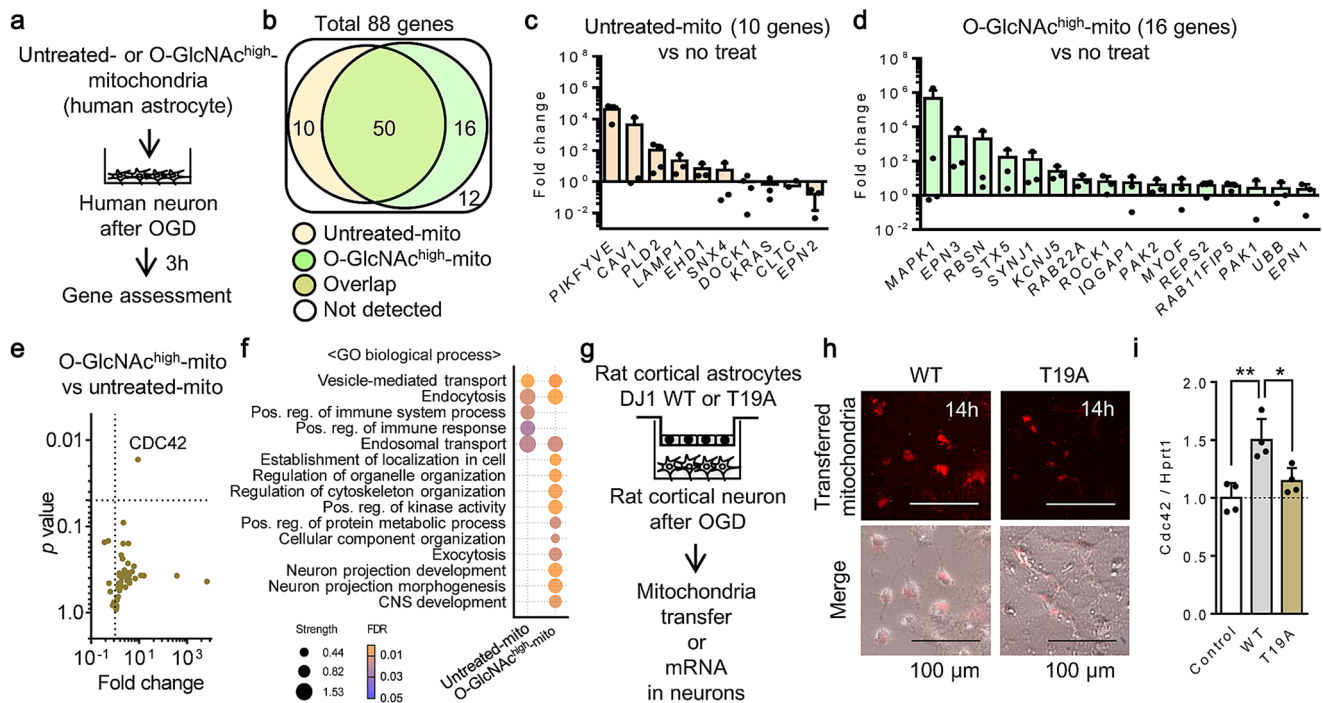 a
Untreated- or O-GlcNAchigh-
mitochondria
(human astrocyte)
Human neuron
after OGD
3h
Gene assessment
b
Total 88 genes
10
50
16
12
Untreated-mito
O-GlcNAchigh-mito
Overlap
Not detected
c
Untreated-mito (10 genes)
vs no treat
Fold change
10^8
10^6
10^4
10^2
10^0
10^-2
PIKFYVE
CAV1
PLD2
LAMP1
EHD1
SNX4
DOCK1
KRAS
CLTC
EPN2
d
O-GlcNAchigh-mito (16 genes)
vs no treat
Fold change
10^8
10^6
10^4
10^2
10^0
10^-2
MAPK1
EPN3
RBSN
STX5
SYNJ1
KCNJ5
RAB22A
ROCK1
IQGAP1
PAK2
MYOF
REPS2
RAB11FIP5
PAK1
UBB
EPN1
e
O-GlcNAchigh-mito
vs untreated-mito
CDC42
p value
0.01
0.1
1.0
10^-1
10^1
10^3
Fold change
f
<GO biological process>
Vesicle-mediated transport
Endocytosis
Pos. reg. of immune system process
Pos. reg. of immune response
Endosomal transport
Establishment of localization in cell
Regulation of organelle organization
Regulation of cytoskeleton organization
Pos. reg. of kinase activity
Pos. reg. of protein metabolic process
Cellular component organization
Exocytosis
Neuron projection development
Neuron projection morphogenesis
CNS development
Untreated-mito
O-GlcNAchigh-mito
Strength
0.44
0.82
1.53
FDR
0.01
0.03
0.05
g
Rat cortical astrocytes
DJ1 WT or T19A
Rat cortical neuron
after OGD
Mitochondria
transfer
or
mRNA
in neurons
h
WT
T19A
Transferred
mitochondria
14h
14h
Merge
100 µm
100 µm
i
** *
Cdc42 / Hprt1
2.0
1.5
1.0
0.5
0.0
Control
WT
T19A